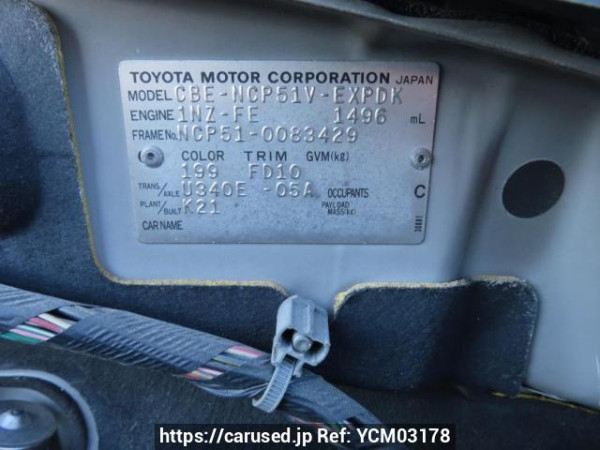 TOYOTA MOTOR CORPORATION JAPAN
MODEL CBE-NCP51V-EXPDK
ENGINE 1NZ-FE 1496 mL
FRAME No. NCP51-0083429
COLOR TRIM GVM(kg)
199 FD10
TRANS./AXLE U340E -05A OCCUPANTS C
PLANT/BUILT K21 PAYLOAD MASS(kg)
CAR NAME
https://carused.jp Ref: YCM03178